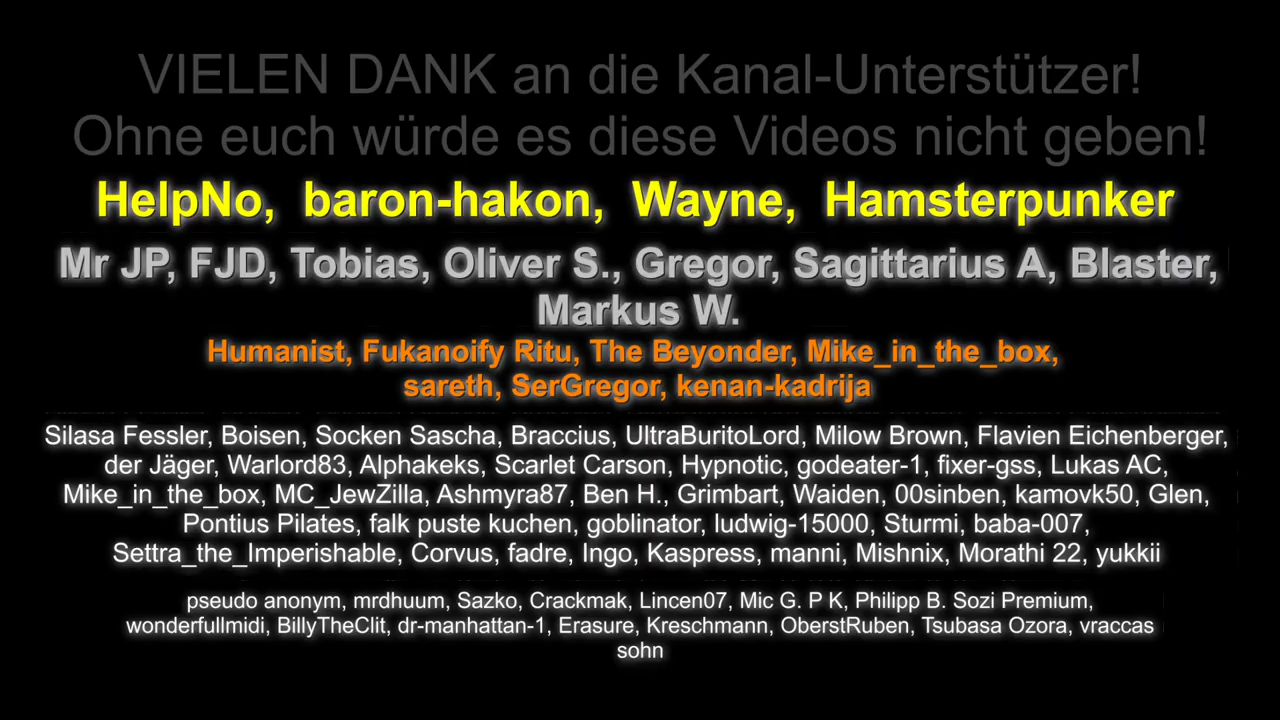 VIELEN DANK an die Kanal-Unterstützer!
Ohne euch würde es diese Videos nicht geben!
HelpNo, baron-hakon, Wayne, Hamsterpunker
Mr JP, FJD, Tobias, Oliver S., Gregor, Sagittarius A, Blaster,
Markus W.
Humanist, Fukanoify Ritu, The Beyonder, Mike_in_the_box,
sareth, SerGregor, kenan-kadrija
Silasa Fessler, Boisen, Socken Sascha, Braccius, UltraBuritoLord, Milow Brown, Flavien Eichenberger,
der Jäger, Warlord83, Alphakeks, Scarlet Carson, Hypnotic, godeater-1, fixer-gss, Lukas AC,
Mike_in_the_box, MC_JewZilla, Ashmyra87, Ben H., Grimbart, Waiden, 00sinben, kamovk50, Glen,
Pontius Pilates, falk puste kuchen, goblinator, ludwig-15000, Sturmi, baba-007,
Settra_the_Imperishable, Corvus, fadre, Ingo, Kaspress, manni, Mishnix, Morathi 22, yukkii
pseudo anonym, mrdhuum, Sazko, Crackmak, Lincen07, Mic G. P K, Philipp B. Sozi Premium,
wonderfullmidi, BillyTheClit, dr-manhattan-1, Erasure, Kreschmann, OberstRuben, Tsubasa Ozora, vraccas
sohn